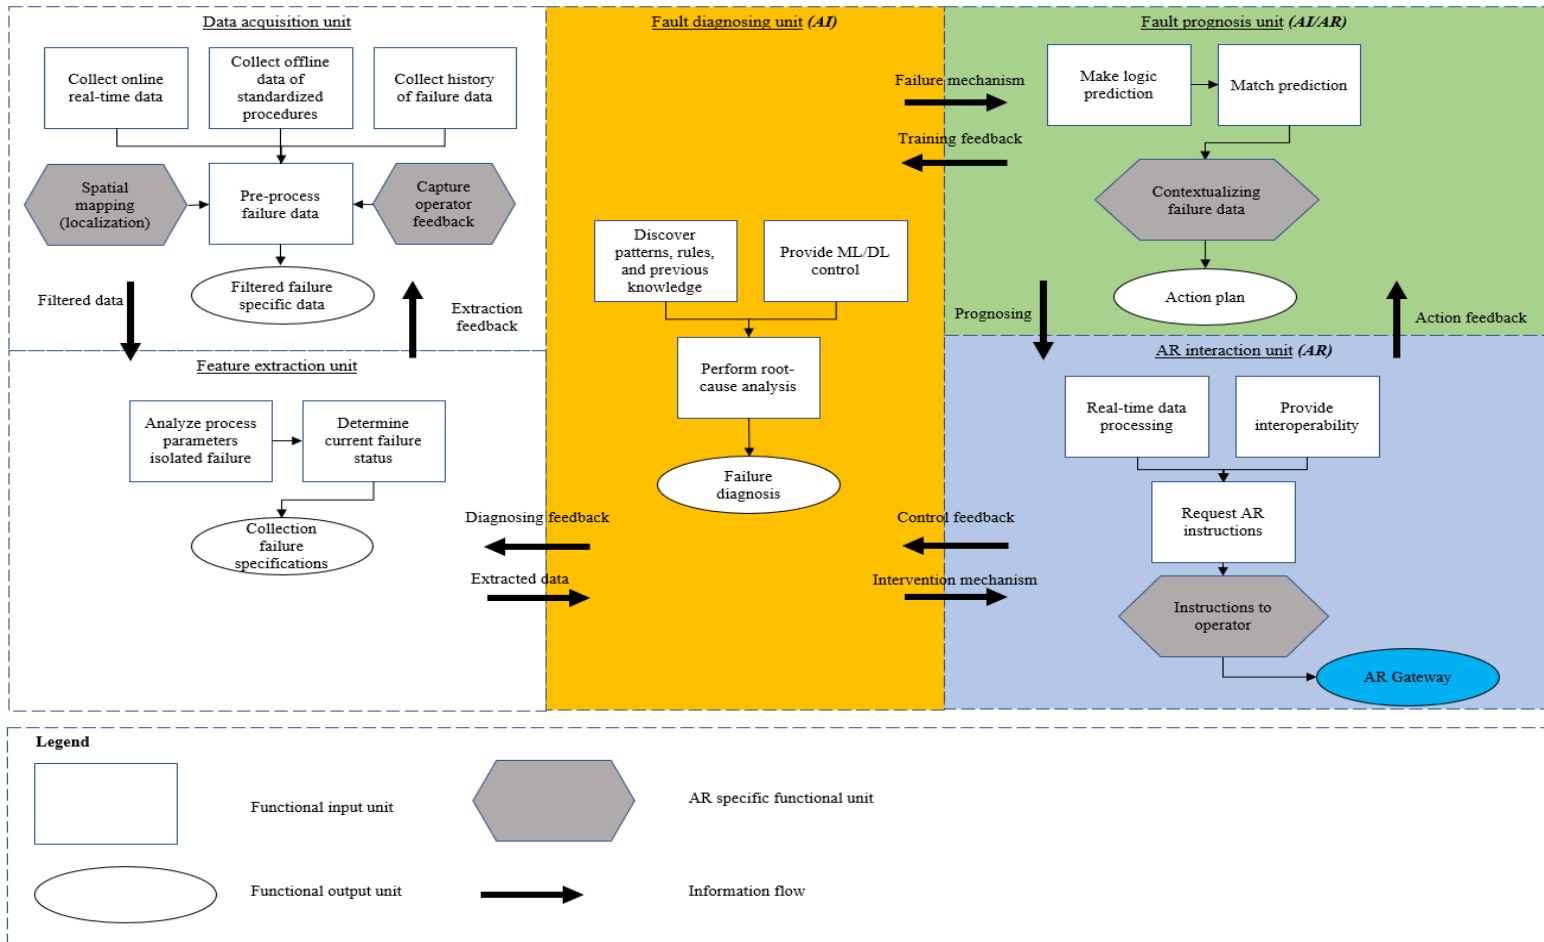 Data acquisition unit
Collect online
real-time data
Collect offline
data of
standardized
procedures
Collect history
of failure data
Spatial
mapping
(localization)
Pre-process
failure data
Capture
operator
feedback
Filtered failure
specific data
Filtered data
Extraction
feedback
Feature extraction unit
Analyze process
parameters
isolated failure
Determine
current failure
status
Collection
failure
specifications
Diagnosing feedback
Extracted data
Fault diagnosing unit (AI)
Discover
patterns, rules,
and previous
knowledge
Provide ML/DL
control
Perform root-
cause analysis
Failure
diagnosis
Failure mechanism
Training feedback
Control feedback
Intervention mechanism
Fault prognosis unit (AI/AR)
Make logic
prediction
Match prediction
Contextualizing
failure data
Action plan
Prognosing
Action feedback
AR interaction unit (AR)
Real-time data
processing
Provide
interoperability
Request AR
instructions
Instructions to
operator
AR Gateway
Legend
Functional input unit
AR specific functional unit
Functional output unit
Information flow